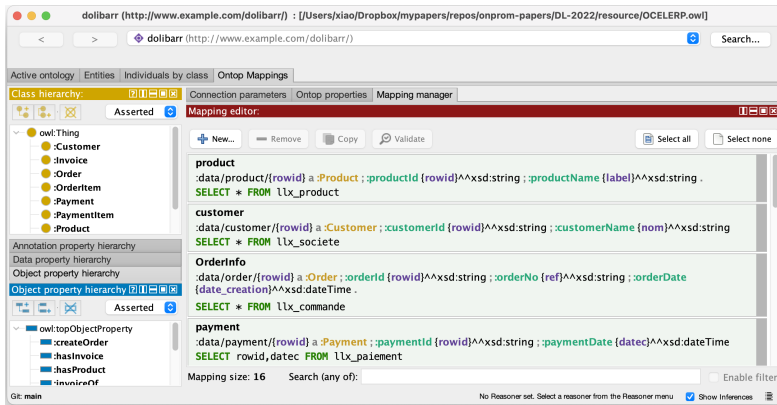 dolibarr (http://www.example.com/dolibarr/) : [/Users/xiao/Dropbox/mypapers/repos/onprom-papers/DL-2022/resource/OCELERP.owl]
< > dolibarr (http://www.example.com/dolibarr/) Search...
Active ontology Entities Individuals by class Ontop Mappings
Class hierarchy:
Asserted
owl:Thing
:Customer
:Invoice
:Order
:OrderItem
:Payment
:PaymentItem
:Product
Annotation property hierarchy
Data property hierarchy
Object property hierarchy
Object property hierarchy
Asserted
owl:topObjectProperty
:createOrder
:hasInvoice
:hasProduct
:invoiceOf
Connection parameters Ontop properties Mapping manager
Mapping editor:
New... Remove Copy Validate Select all Select none
product
:data/product/{rowid} a :Product ; :productId {rowid}^^xsd:string ; :productName {label}^^xsd:string .
SELECT * FROM llx_product
customer
:data/customer/{rowid} a :Customer ; :customerId {rowid}^^xsd:string ; :customerName {nom}^^xsd:string
SELECT * FROM llx_societe
OrderInfo
:data/order/{rowid} a :Order ; :orderId {rowid}^^xsd:string ; :orderNo {ref}^^xsd:string ; :orderDate
{date_creation}^^xsd:dateTime .
SELECT * FROM llx_commande
payment
:data/payment/{rowid} a :Payment ; :paymentId {rowid}^^xsd:string ; :paymentDate {datec}^^xsd:dateTime
SELECT rowid,datec FROM llx_paiement
Mapping size: 16 Search (any of): Enable filter
Git: main No Reasoner set. Select a reasoner from the Reasoner menu Show Inferences